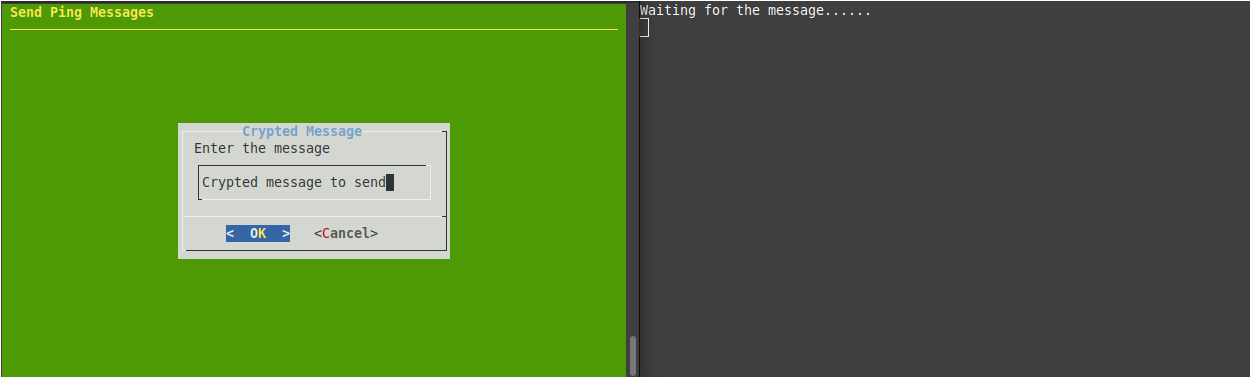 Send Ping Messages
Crypted Message
Enter the message
Crypted message to send
< OK > <Cancel>
Waiting for the message......